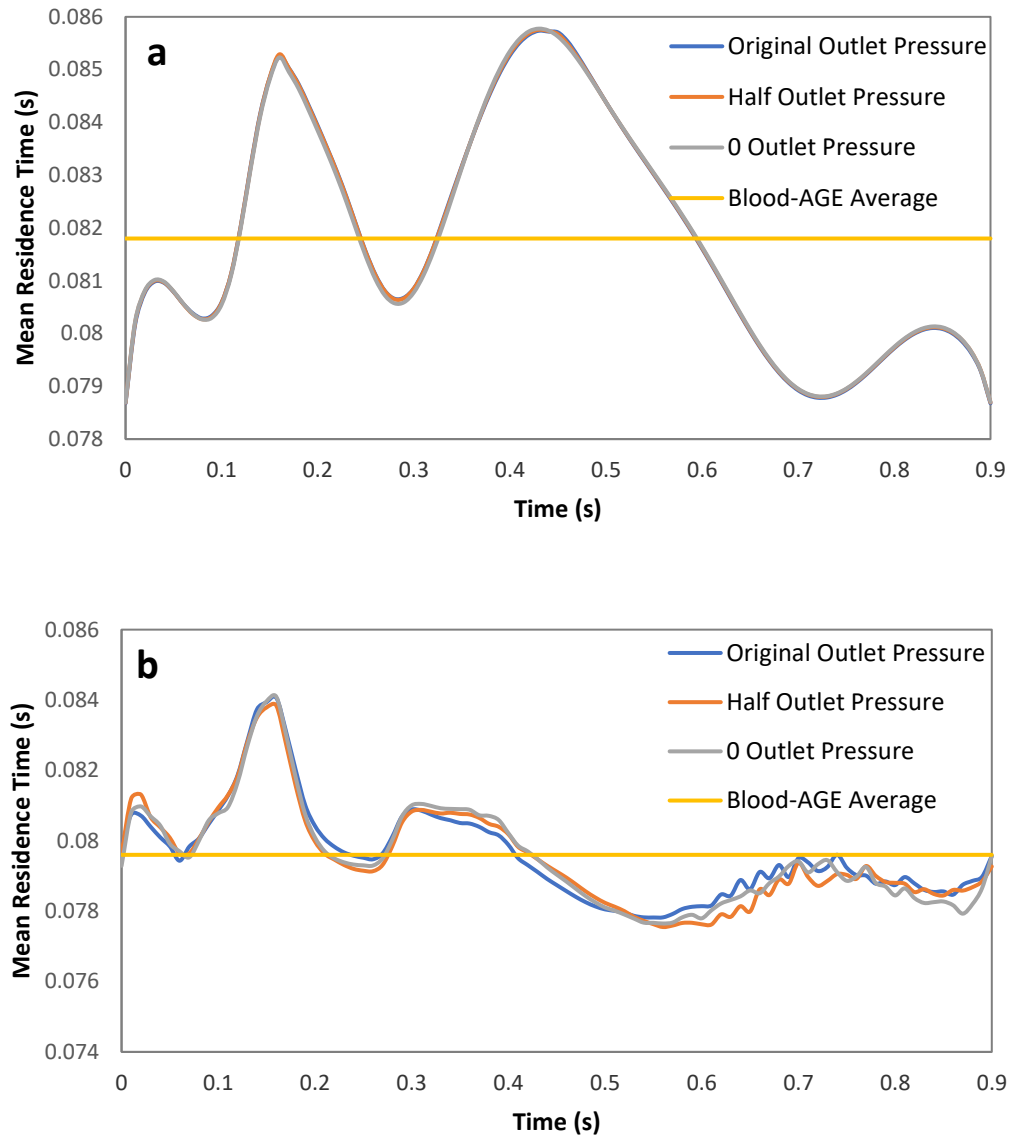 a
0.086
0.085
0.084
0.083
0.082
0.081
0.08
0.079
0.078
Mean Residence Time (s)
Original Outlet Pressure
Half Outlet Pressure
0 Outlet Pressure
Blood-AGE Average
0 0.1 0.2 0.3 0.4 0.5 0.6 0.7 0.8 0.9
Time (s)
b
0.086
0.084
0.082
0.08
0.078
0.076
0.074
Mean Residence Time (s)
Original Outlet Pressure
Half Outlet Pressure
0 Outlet Pressure
Blood-AGE Average
0 0.1 0.2 0.3 0.4 0.5 0.6 0.7 0.8 0.9
Time (s)